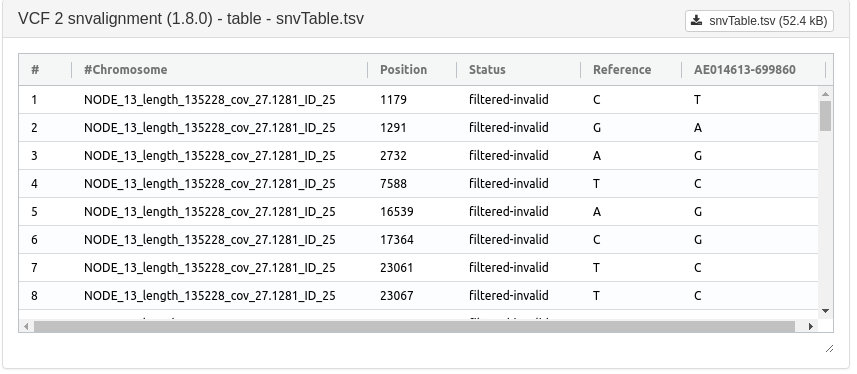 VCF 2 snvalignment (1.8.0) - table - snvTable.tsv
snvTable.tsv (52.4 kB)
# #Chromosome Position Status Reference AE014613-699860
1 NODE_13_length_135228_cov_27.1281_ID_25 1179 filtered-invalid C T
2 NODE_13_length_135228_cov_27.1281_ID_25 1291 filtered-invalid G A
3 NODE_13_length_135228_cov_27.1281_ID_25 2732 filtered-invalid A G
4 NODE_13_length_135228_cov_27.1281_ID_25 7588 filtered-invalid T C
5 NODE_13_length_135228_cov_27.1281_ID_25 16539 filtered-invalid A G
6 NODE_13_length_135228_cov_27.1281_ID_25 17364 filtered-invalid C G
7 NODE_13_length_135228_cov_27.1281_ID_25 23061 filtered-invalid T C
8 NODE_13_length_135228_cov_27.1281_ID_25 23067 filtered-invalid T C